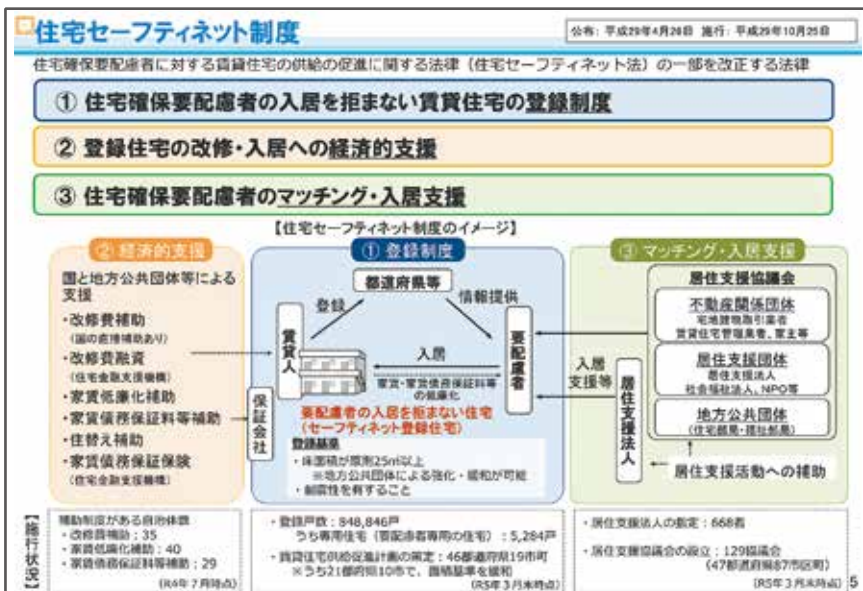 住宅セーフティネット制度
公布：平成29年4月26日 施行：平成29年10月25日
住宅確保要配慮者に対する賃貸住宅の供給の促進に関する法律（住宅セーフティネット法）の一部を改正する法律
① 住宅確保要配慮者の入居を拒まない賃貸住宅の登録制度
② 登録住宅の改修・入居への経済的支援
③ 住宅確保要配慮者のマッチング・入居支援
【住宅セーフティネット制度のイメージ】
② 経済的支援
国と地方公共団体等による
支援
・改修費補助
（国の直接補助あり）
・改修費融資
（住宅金融支援機構）
・家賃低廉化補助
・家賃債務保証料等補助
・住替え補助
・家賃債務保証保険
（住宅金融支援機構）
① 登録制度
都道府県等
登録
情報提供
賃貸人
要配慮者
入居
家賃・家賃債務保証料等
の低廉化
保証会社
要配慮者の入居を拒まない住宅
（セーフティネット登録住宅）
登録基準
・床面積が原則25㎡以上
※地方公共団体による強化・緩和が可能
・耐震性を有すること
③ マッチング・入居支援
居住支援協議会
不動産関係団体
宅地建物取引業者
賃貸住宅管理業者、家主等
居住支援団体
居住支援法人
社会福祉法人、NPO等
地方公共団体
（住宅部局・福祉部局）
入居
支援等
居住支援法人
居住支援活動への補助
【施行状況】
補助制度がある自治体数
・改修費補助：35
・家賃低廉化補助：40
・家賃債務保証料等補助：29
（R4年7月時点）
・登録戸数：848,846戸
うち専用住宅（要配慮者専用の住宅）：5,284戸
・賃貸住宅供給促進計画の策定：46都道府県19市町
※うち21都府県10市で、面積基準を緩和
（R5年3月末時点）
・居住支援法人の指定：668者
・居住支援協議会の設立：129協議会
（47都道府県87市区町）
（R5年3月末時点）
5